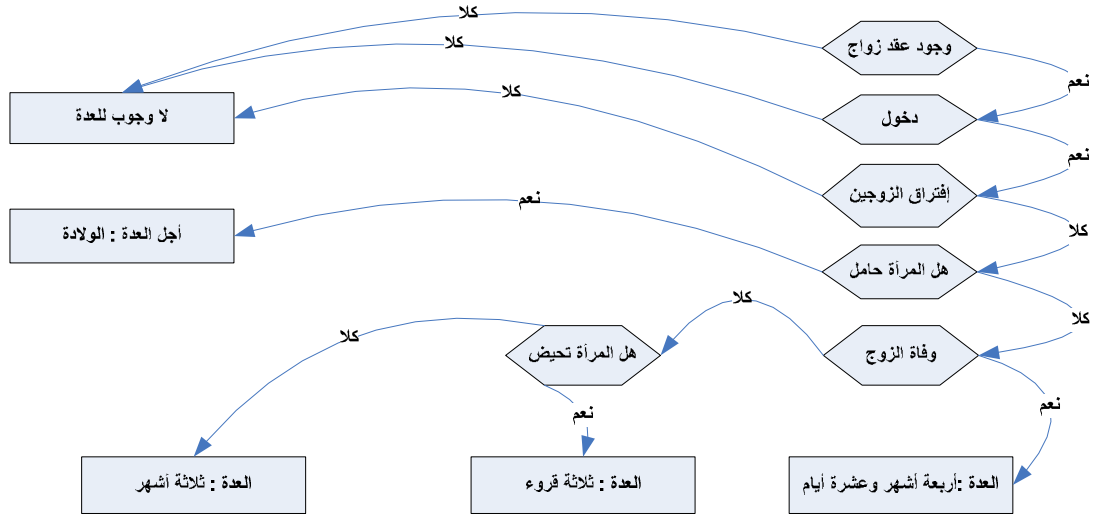 كلا
وجود عقد زواج
كلا
نعم
كلا
لا وجوب للعدة
دخول
نعم
إفتراق الزوجين
نعم
كلا
أجل العدة : الولادة
هل المرأة حامل
كلا
كلا
كلا
هل المرأة تحيض
وفاة الزوج
نعم
نعم
العدة : ثلاثة أشهر
العدة : ثلاثة قروء
العدة :أربعة أشهر وعشرة أيام